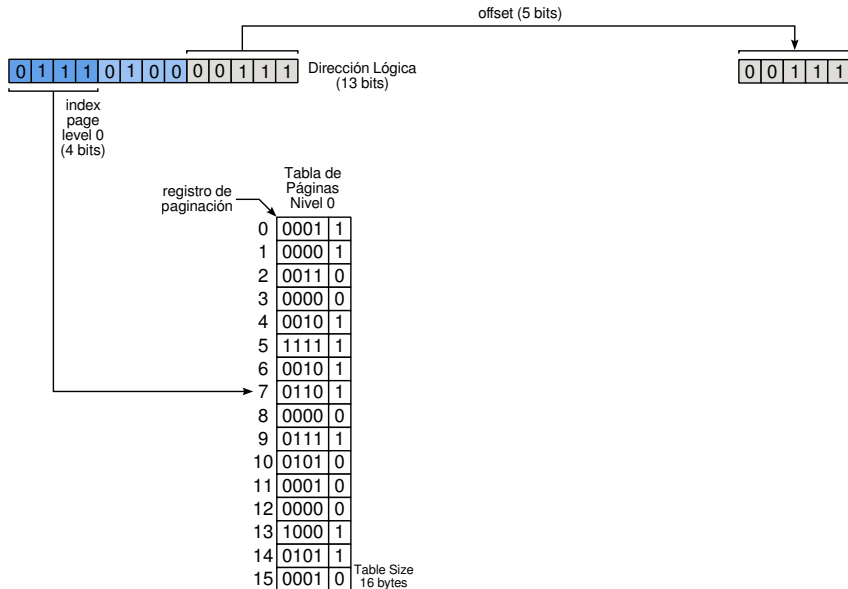 offset (5 bits)
0 1 1 1 0 1 0 0 0 0 1 1 1
Dirección Lógica
(13 bits)
0 0 1 1 1
index
page
level 0
(4 bits)
registro de
paginación
Tabla de
Páginas
Nivel 0
0 0001 1
1 0000 1
2 0011 0
3 0000 0
4 0010 1
5 1111 1
6 0010 1
7 0110 1
8 0000 0
9 0111 1
10 0101 0
11 0001 0
12 0000 0
13 1000 1
14 0101 1
15 0001 0
Table Size
16 bytes